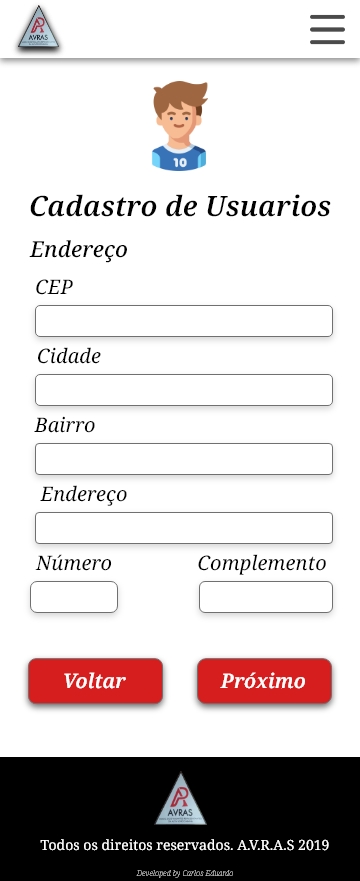 AVRAS
10
Cadastro de Usuarios
Endereço
CEP
Cidade
Bairro
Endereço
Número Complemento
Voltar Próximo
AVRAS
Todos os direitos reservados. A.V.R.A.S 2019
Developed by Carlos Eduardo